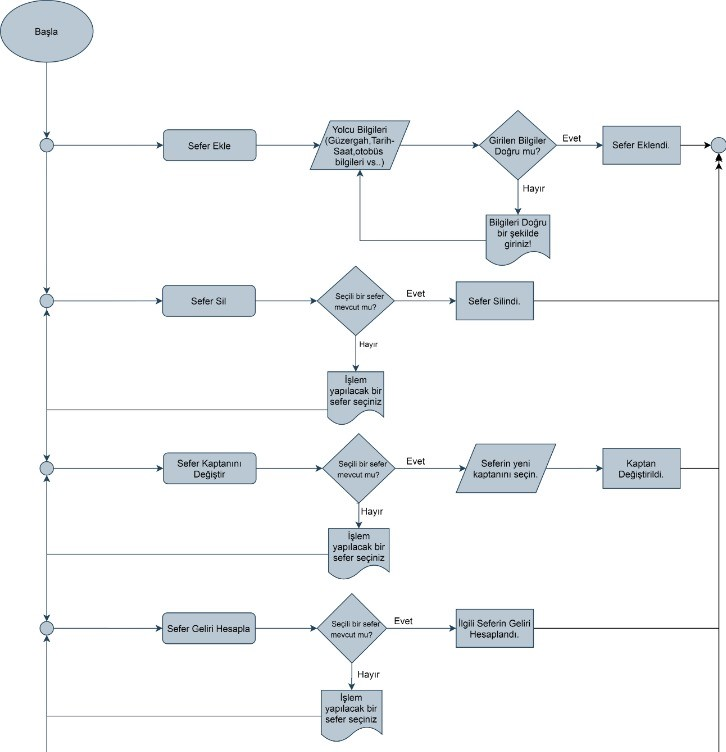 Başla
Sefer Ekle
Yolcu Bilgileri
(Güzergah,Tarih-
Saat,otobüs
bilgileri vs..)
Girilen Bilgiler
Doğru mu?
Evet
Sefer Eklendi.
Hayır
Bilgileri Doğru
bir şekilde
giriniz!
Sefer Sil
Seçili bir sefer
mevcut mu?
Evet
Sefer Silindi.
Hayır
İşlem
yapılacak bir
sefer seçiniz
Sefer Kaptanını
Değiştir
Seçili bir sefer
mevcut mu?
Evet
Seferin yeni
kaptanını seçin.
Kaptan
Değiştirildi.
Hayır
İşlem
yapılacak bir
sefer seçiniz
Sefer Geliri Hesapla
Seçili bir sefer
mevcut mu?
Evet
İlgili Seferin Geliri
Hesaplandı.
Hayır
İşlem
yapılacak bir
sefer seçiniz